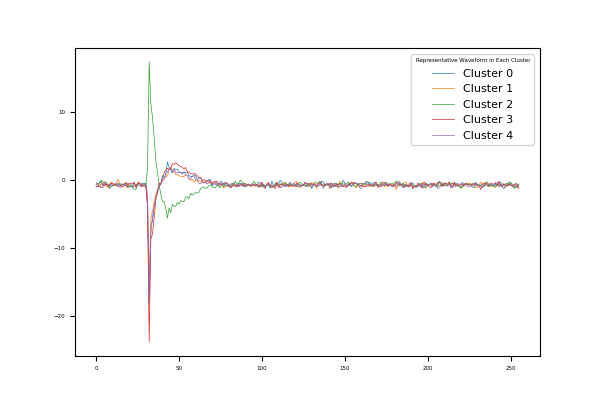 Representative Waveform in Each Cluster
Cluster 0
Cluster 1
Cluster 2
Cluster 3
Cluster 4
10
0
−10
−20
0 50 100 150 200 250